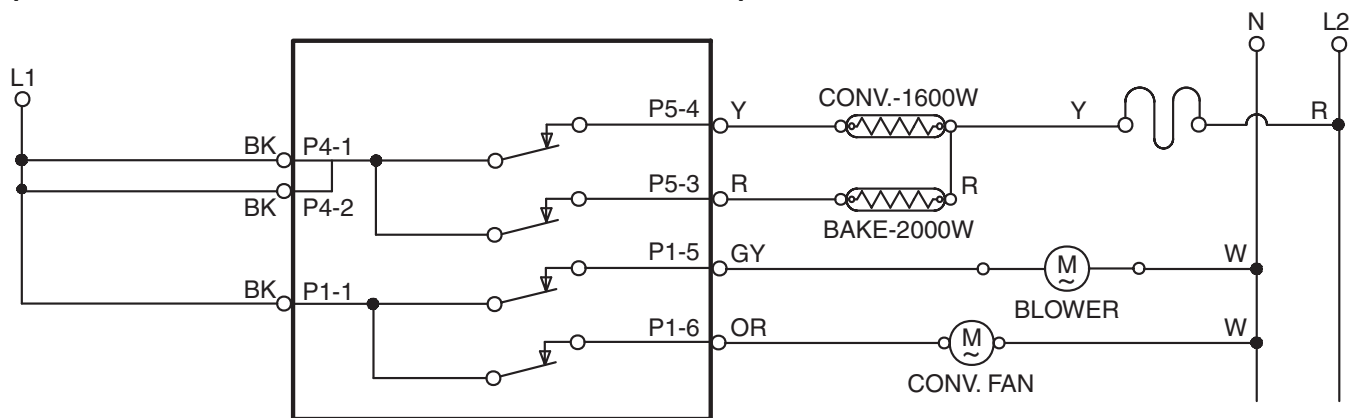 N L2
L1
P5-4 Y CONV.-1600W Y R
BK P4-1
P5-3 R R
BK P4-2
BAKE-2000W
P1-5 GY M W
BK P1-1
BLOWER
P1-6 OR M W
CONV. FAN